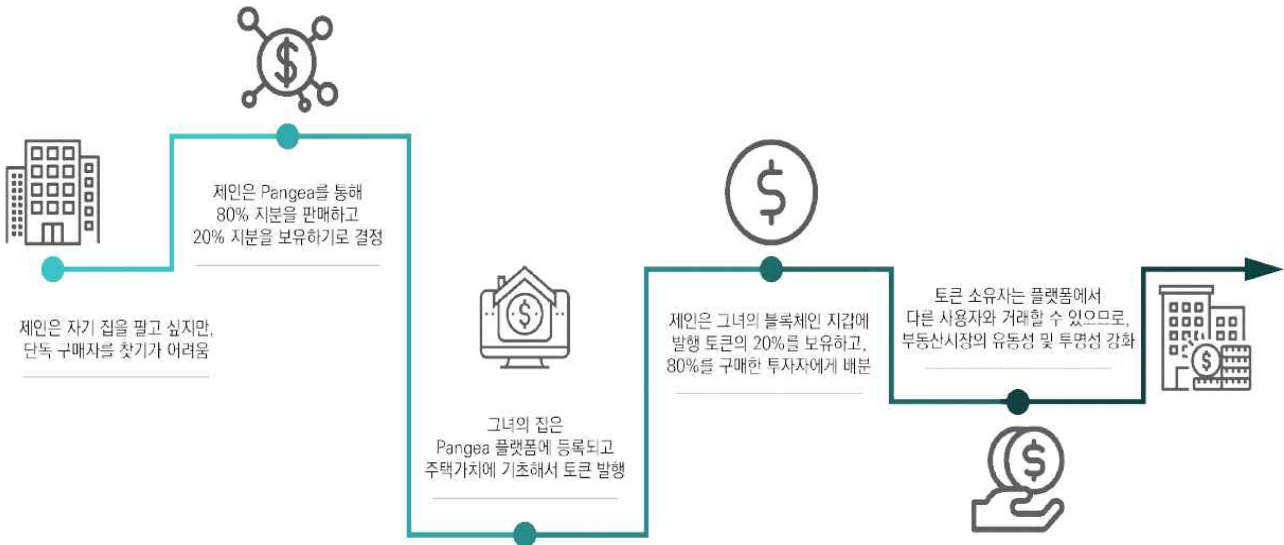 제인은 자기 집을 팔고 싶지만,
단독 구매자를 찾기가 어려움
제인은 Pangea를 통해
80% 지분을 판매하고
20% 지분을 보유하기로 결정
그녀의 집은
Pangea 플랫폼에 등록되고
주택가치에 기초해서 토큰 발행
제인은 그녀의 블록체인 지갑에
발행 토큰의 20%를 보유하고,
80%를 구매한 투자자에게 배분
토큰 소유자는 플랫폼에서
다른 사용자와 거래할 수 있으므로,
부동산시장의 유동성 및 투명성 강화